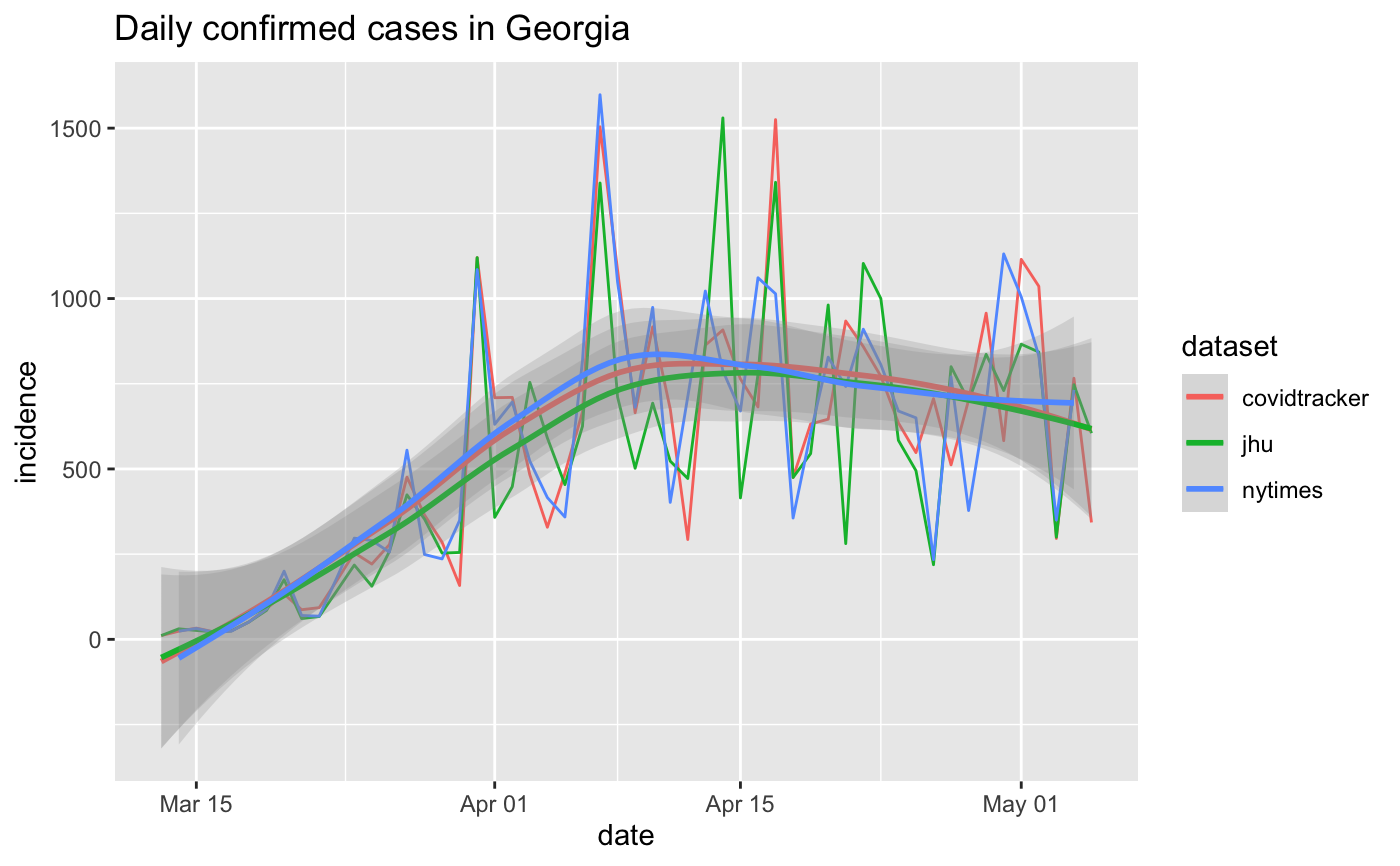 Daily confirmed cases in Georgia
1500
1000
500
0
incidence
Mar 15
Apr 01
Apr 15
May 01
date
dataset
covidtracker
jhu
nytimes